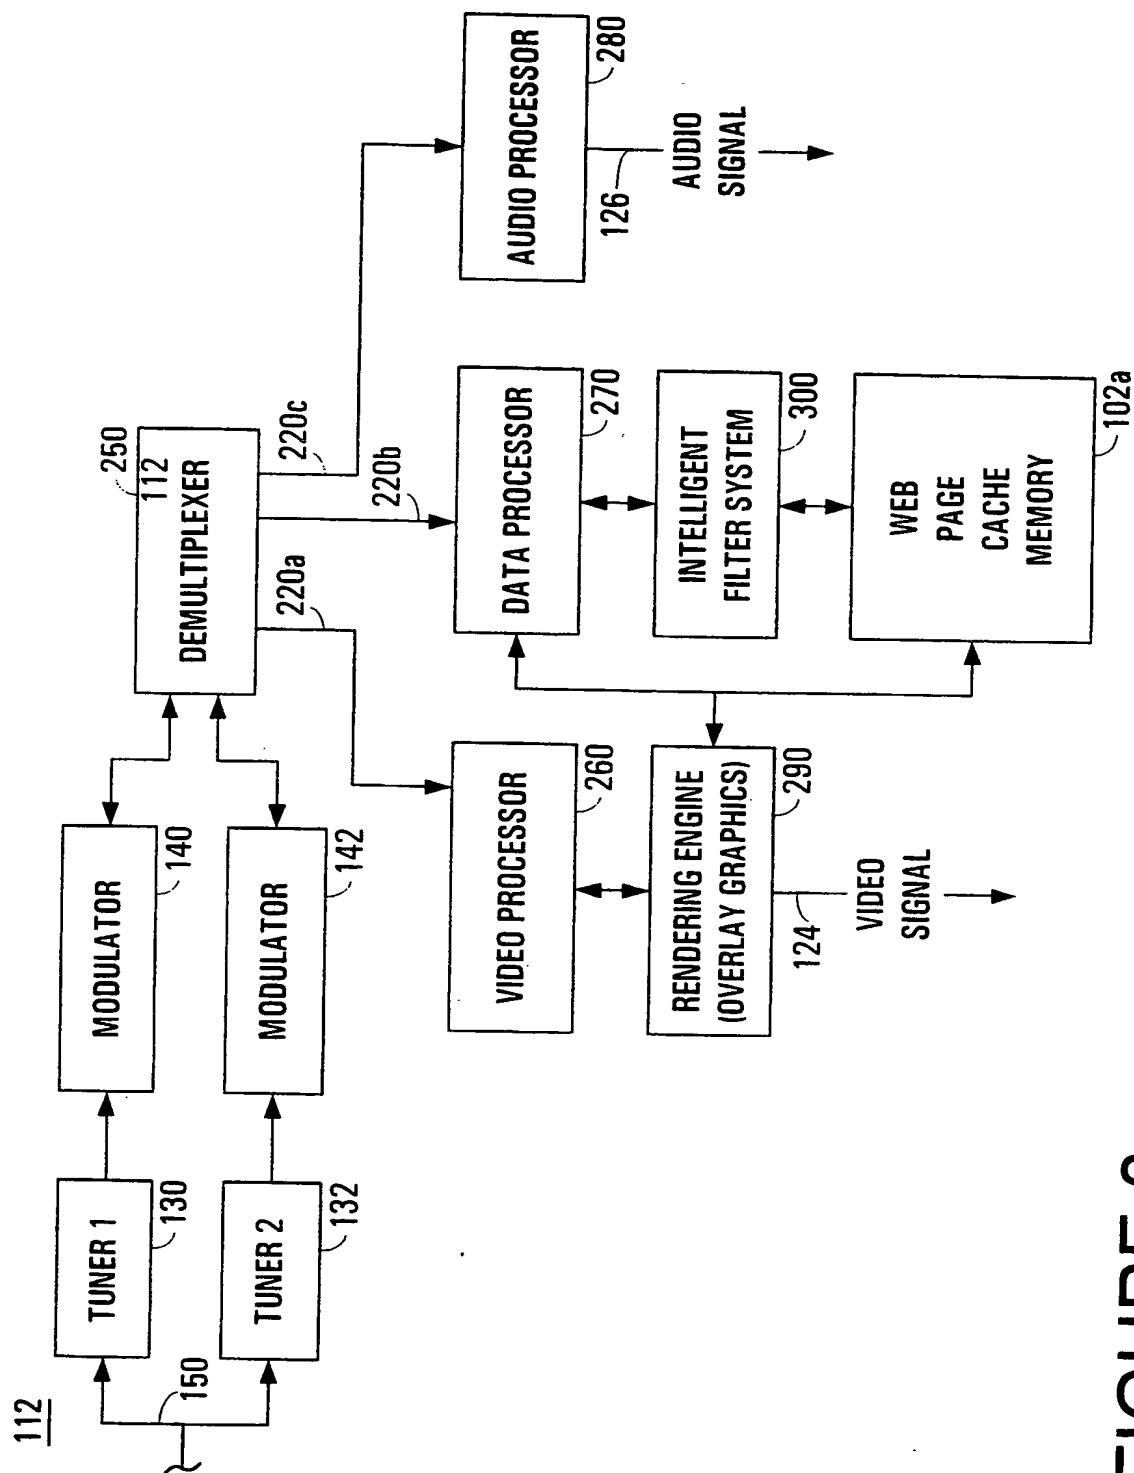 112
150
TUNER 1
130
TUNER 2
132
MODULATOR
140
MODULATOR
142
250
112
DEMULTIPLEXER
220a
220b
220c
VIDEO PROCESSOR
260
RENDERING ENGINE
(OVERLAY GRAPHICS)
290
124
VIDEO
SIGNAL
DATA PROCESSOR
270
INTELLIGENT
FILTER SYSTEM
300
WEB
PAGE
CACHE
MEMORY
102a
AUDIO PROCESSOR
280
126
AUDIO
SIGNAL